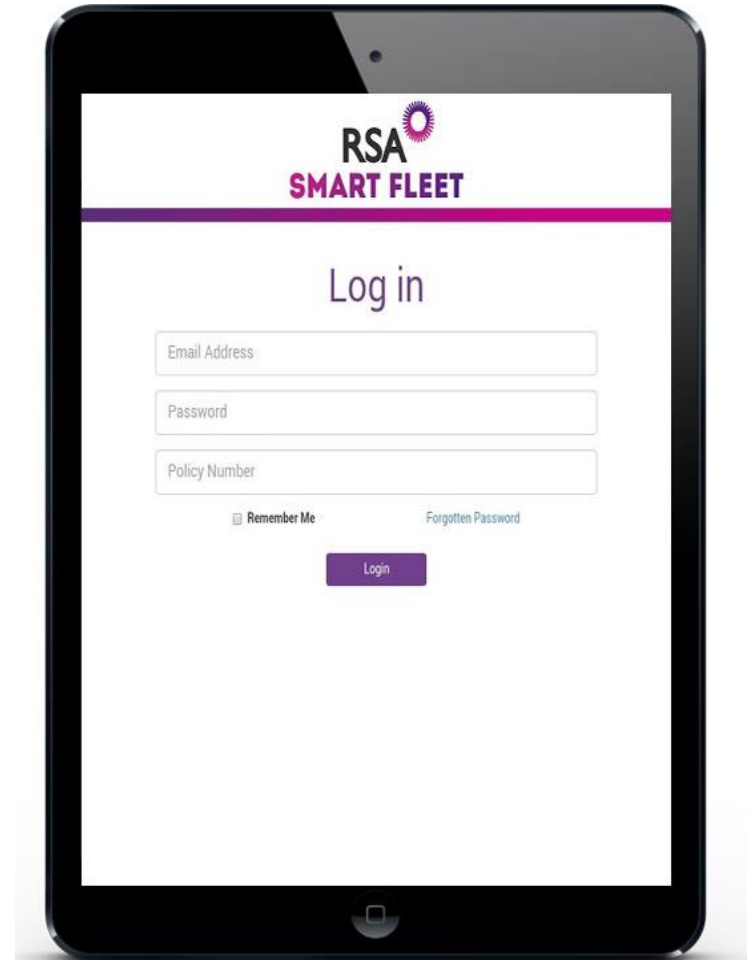 RSA
SMART FLEET
Log in
Email Address
Password
Policy Number
Remember Me Forgotten Password
Login